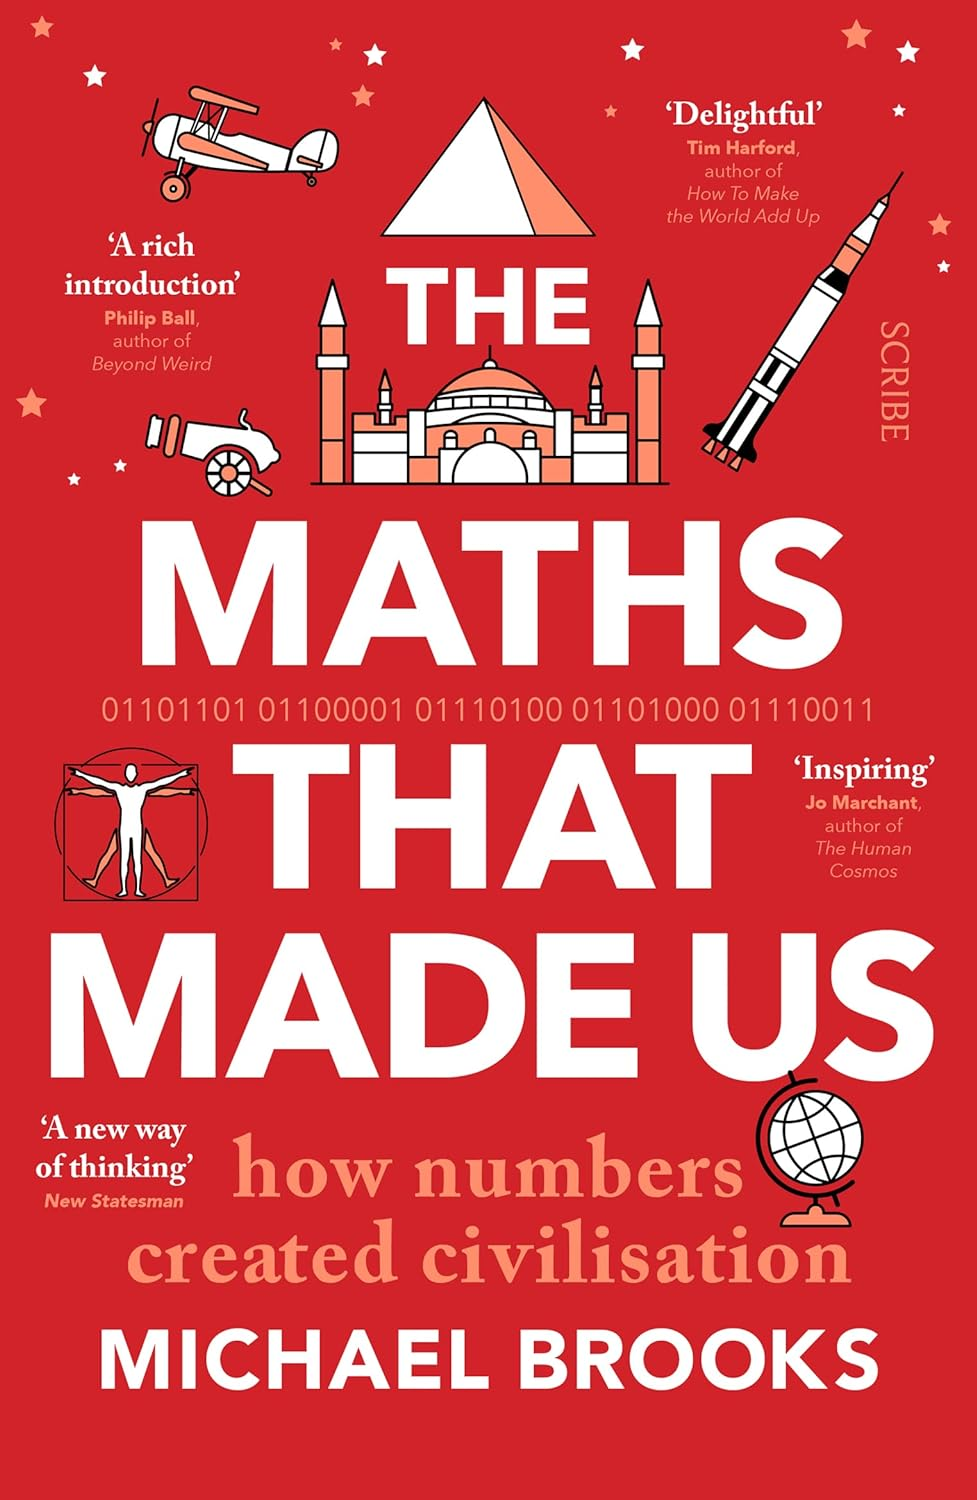 ‘Delightful’
Tim Harford,
author of
How To Make
the World Add Up
‘A rich
introduction’
Philip Ball,
author of
Beyond Weird
THE
SCRIBE
MATHS
01101101 01100001 01110100 01101000 01110011
THAT
‘Inspiring’
Jo Marchant,
author of
The Human
Cosmos
MADE US
‘A new way
of thinking’
New Statesman
how numbers
created civilisation
MICHAEL BROOKS